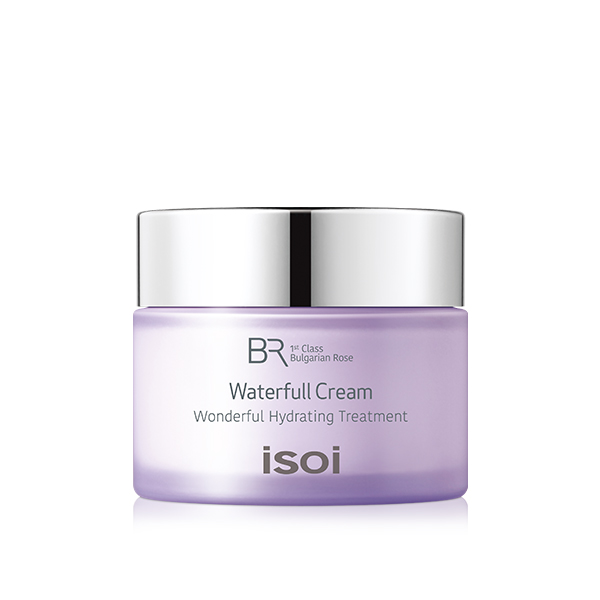 BR 1st Class
Bulgarian Rose
Waterfull Cream
Wonderful Hydrating Treatment
isoi